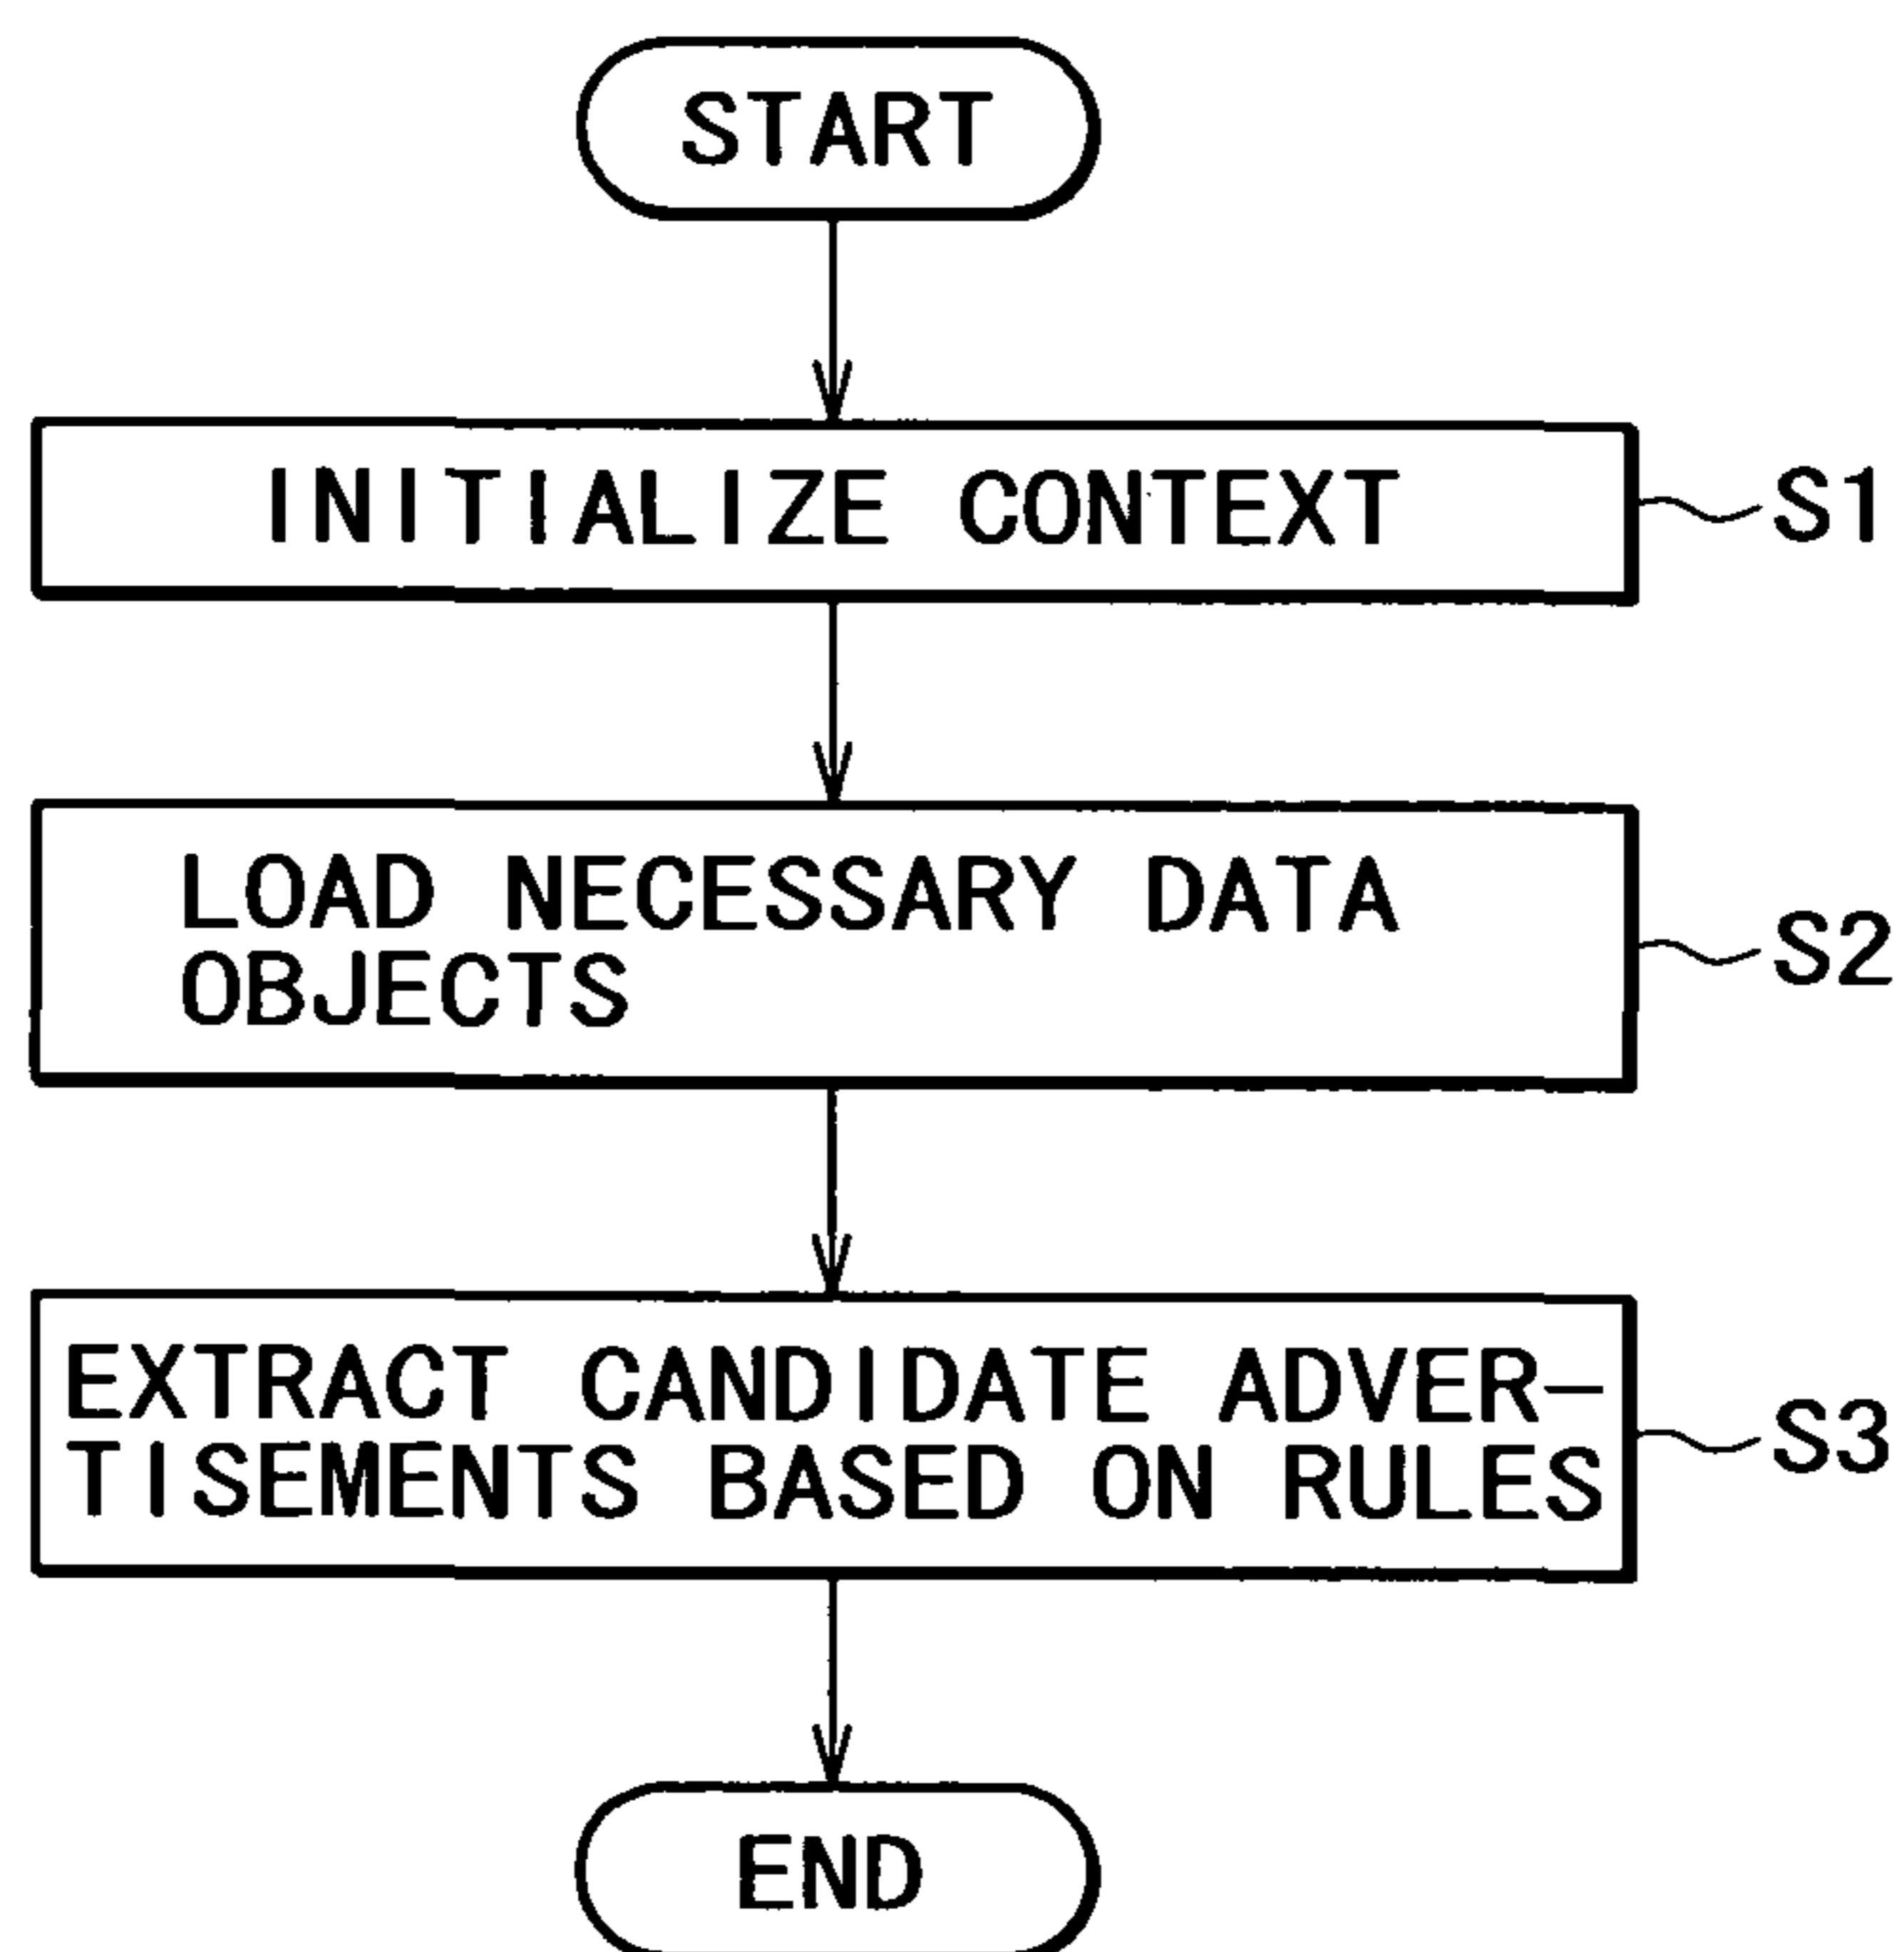 START
INITIALIZE CONTEXT
S1
LOAD NECESSARY DATA
OBJECTS
S2
EXTRACT CANDIDATE ADVER-
TISEMENTS BASED ON RULES
S3
END